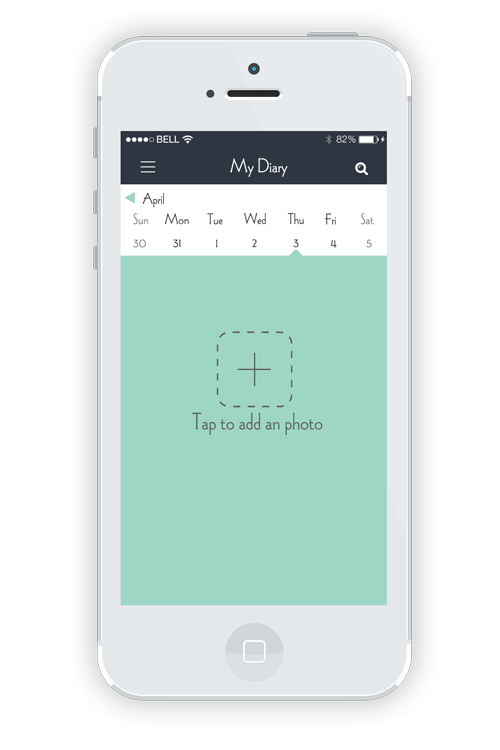 BELL 82%
My Diary
April
Sun Mon Tue Wed Thu Fri Sat
30 31 1 2 3 4 5
Tap to add an photo